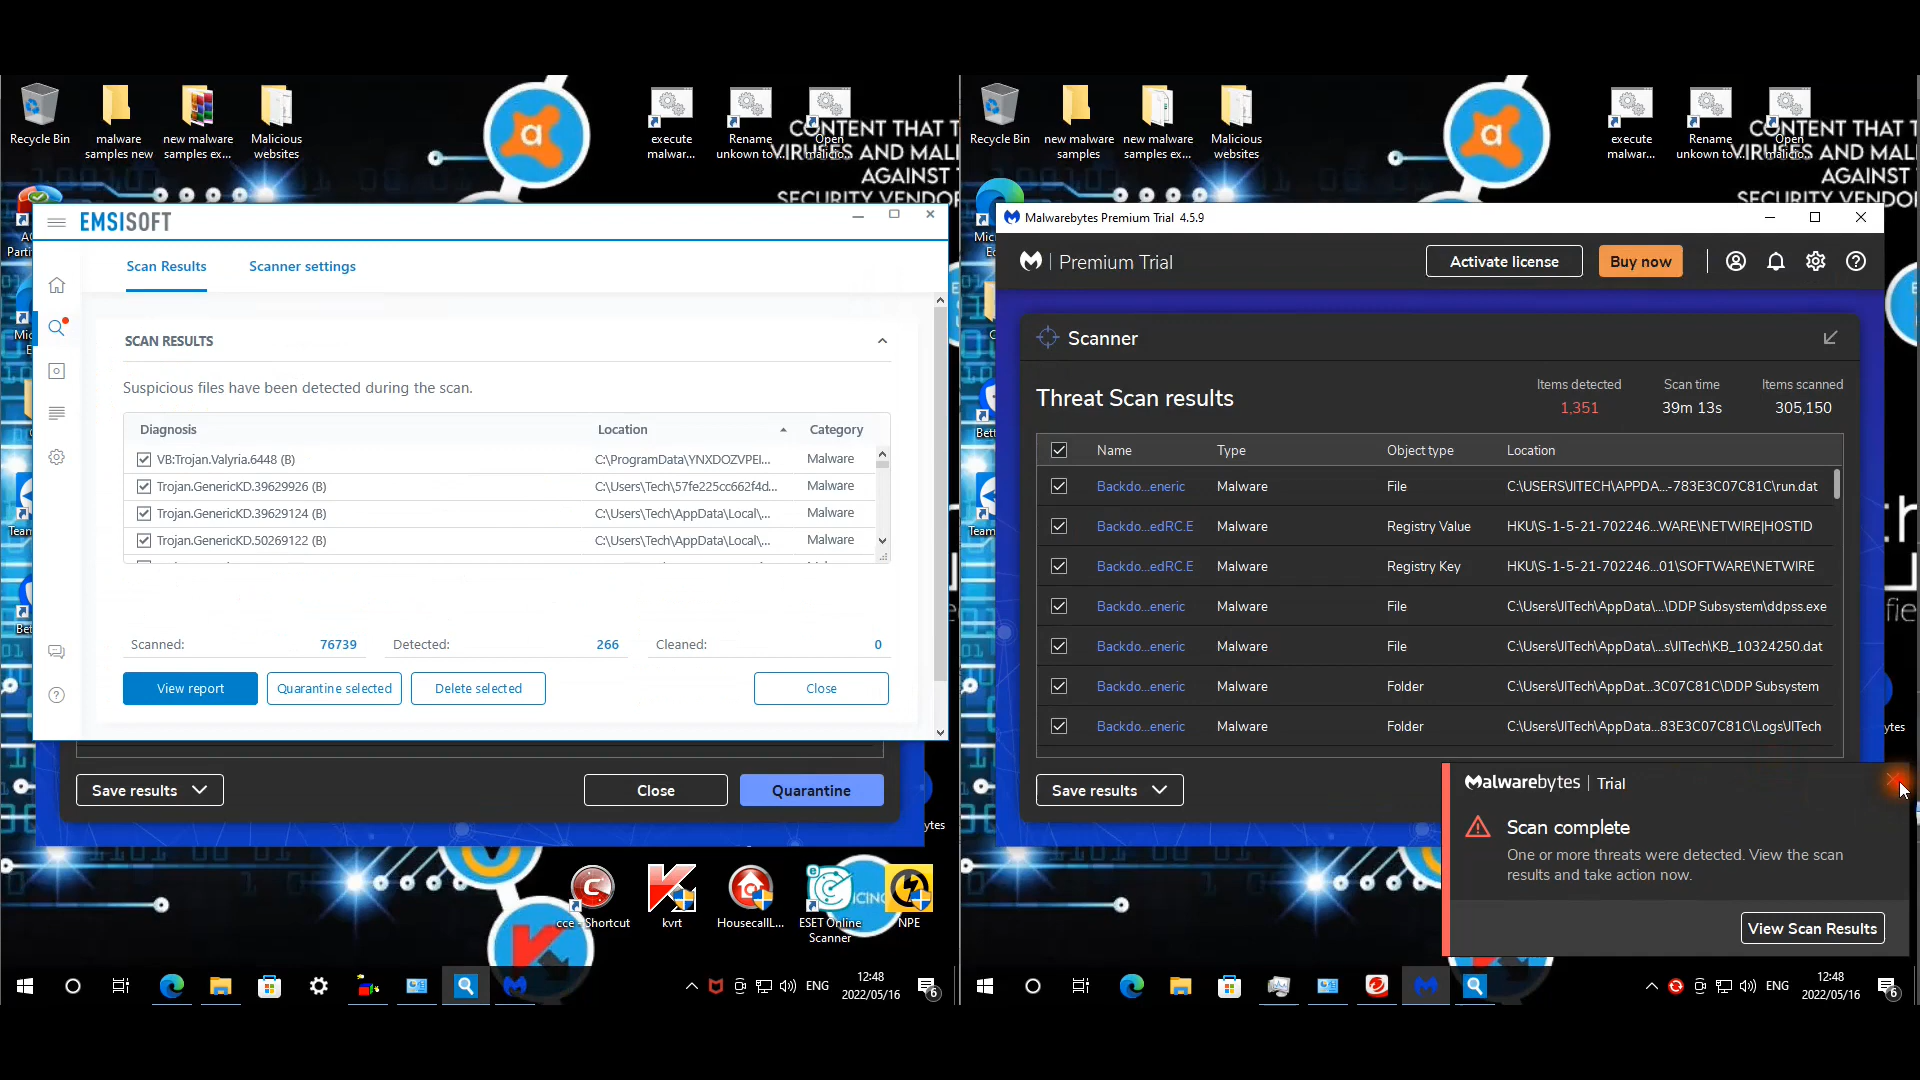 Recycle Bin
malware
samples new
new malware
samples ex...
Malicious
websites
execute
malwar...
Rename
unkown to ...
Open
malicio...
CONTENT THAT T
VIRUSES AND MALI
AGAINST
SECURITY VENDO
EMSISOFT
Scan Results
Scanner settings
SCAN RESULTS
Suspicious files have been detected during the scan.
Diagnosis Location Category
VB:Trojan.Valyria.6448 (B) C:\ProgramData\YNXDOZVPEI... Malware
Trojan.GenericKD.39629926 (B) C:\Users\Tech\57fe225cc662f4d... Malware
Trojan.GenericKD.39629124 (B) C:\Users\Tech\AppData\Local\... Malware
Trojan.GenericKD.50269122 (B) C:\Users\Tech\AppData\Local\... Malware
Scanned: 76739 Detected: 266 Cleaned: 0
View report
Quarantine selected
Delete selected
Close
Save results
Close
Quarantine
ytes
cce - Shortcut
kvrt
HousecallL...
ESET Online
Scanner
NPE
ENG
12:48
2022/05/16
6
Recycle Bin
new malware
samples
new malware
samples ex...
Malicious
websites
execute
malwar...
Rename
unkown to ...
Open
malicio...
CONTENT THAT T
VIRUSES AND MALI
AGAINST
SECURITY VENDOR
Malwarebytes Premium Trial 4.5.9
Premium Trial
Activate license
Buy now
Scanner
Threat Scan results
Items detected
1,351
Scan time
39m 13s
Items scanned
305,150
Name Type Object type Location
Backdo...eneric Malware File C:\USERS\JITECH\APPDA...-783E3C07C81C\run.dat
Backdo...edRC.E Malware Registry Value HKU\S-1-5-21-702246...WARE\NETWIRE|HOSTID
Backdo...edRC.E Malware Registry Key HKU\S-1-5-21-702246...01\SOFTWARE\NETWIRE
Backdo...eneric Malware File C:\Users\JITech\AppData\...\DDP Subsystem\ddpss.exe
Backdo...eneric Malware File C:\Users\JITech\AppData\...s\JITech\KB_10324250.dat
Backdo...eneric Malware Folder C:\Users\JITech\AppDat...3C07C81C\DDP Subsystem
Backdo...eneric Malware Folder C:\Users\JITech\AppData...83E3C07C81C\Logs\JITech
Save results
ytes
Malwarebytes | Trial
Scan complete
One or more threats were detected. View the scan
results and take action now.
View Scan Results
ENG
12:48
2022/05/16
6